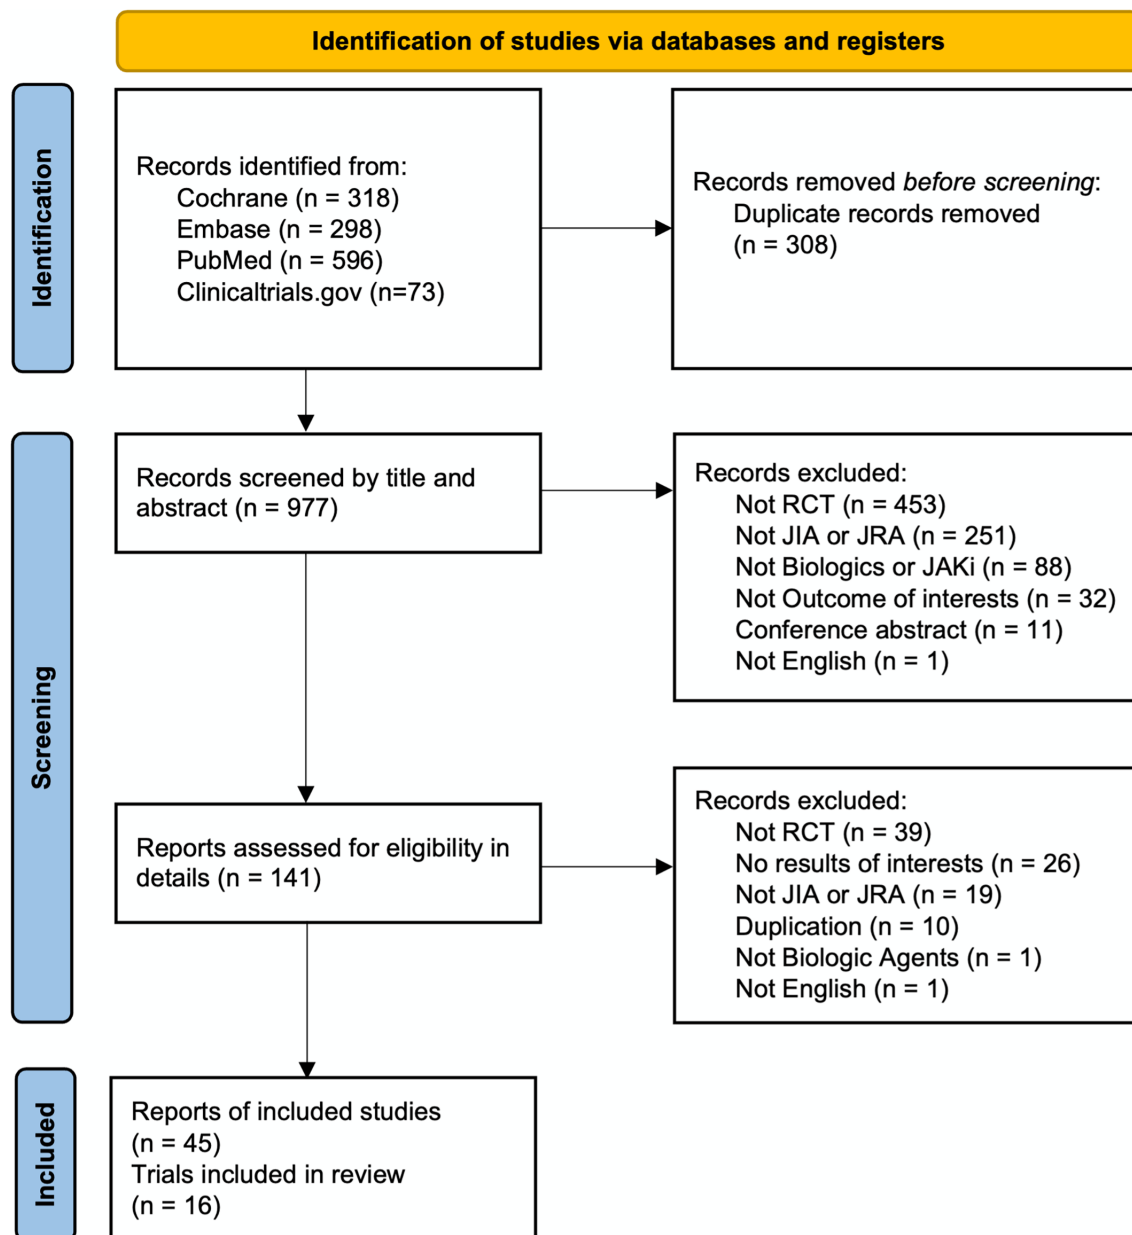 Identification of studies via databases and registers
Identification
Records identified from:
Cochrane (n = 318)
Embase (n = 298)
PubMed (n = 596)
Clinicaltrials.gov (n=73)
Records removed before screening:
Duplicate records removed
(n = 308)
Screening
Records screened by title and
abstract (n = 977)
Records excluded:
Not RCT (n = 453)
Not JIA or JRA (n = 251)
Not Biologics or JAKi (n = 88)
Not Outcome of interests (n = 32)
Conference abstract (n = 11)
Not English (n = 1)
Reports assessed for eligibility in
details (n = 141)
Records excluded:
Not RCT (n = 39)
No results of interests (n = 26)
Not JIA or JRA (n = 19)
Duplication (n = 10)
Not Biologic Agents (n = 1)
Not English (n = 1)
Included
Reports of included studies
(n = 45)
Trials included in review
(n = 16)